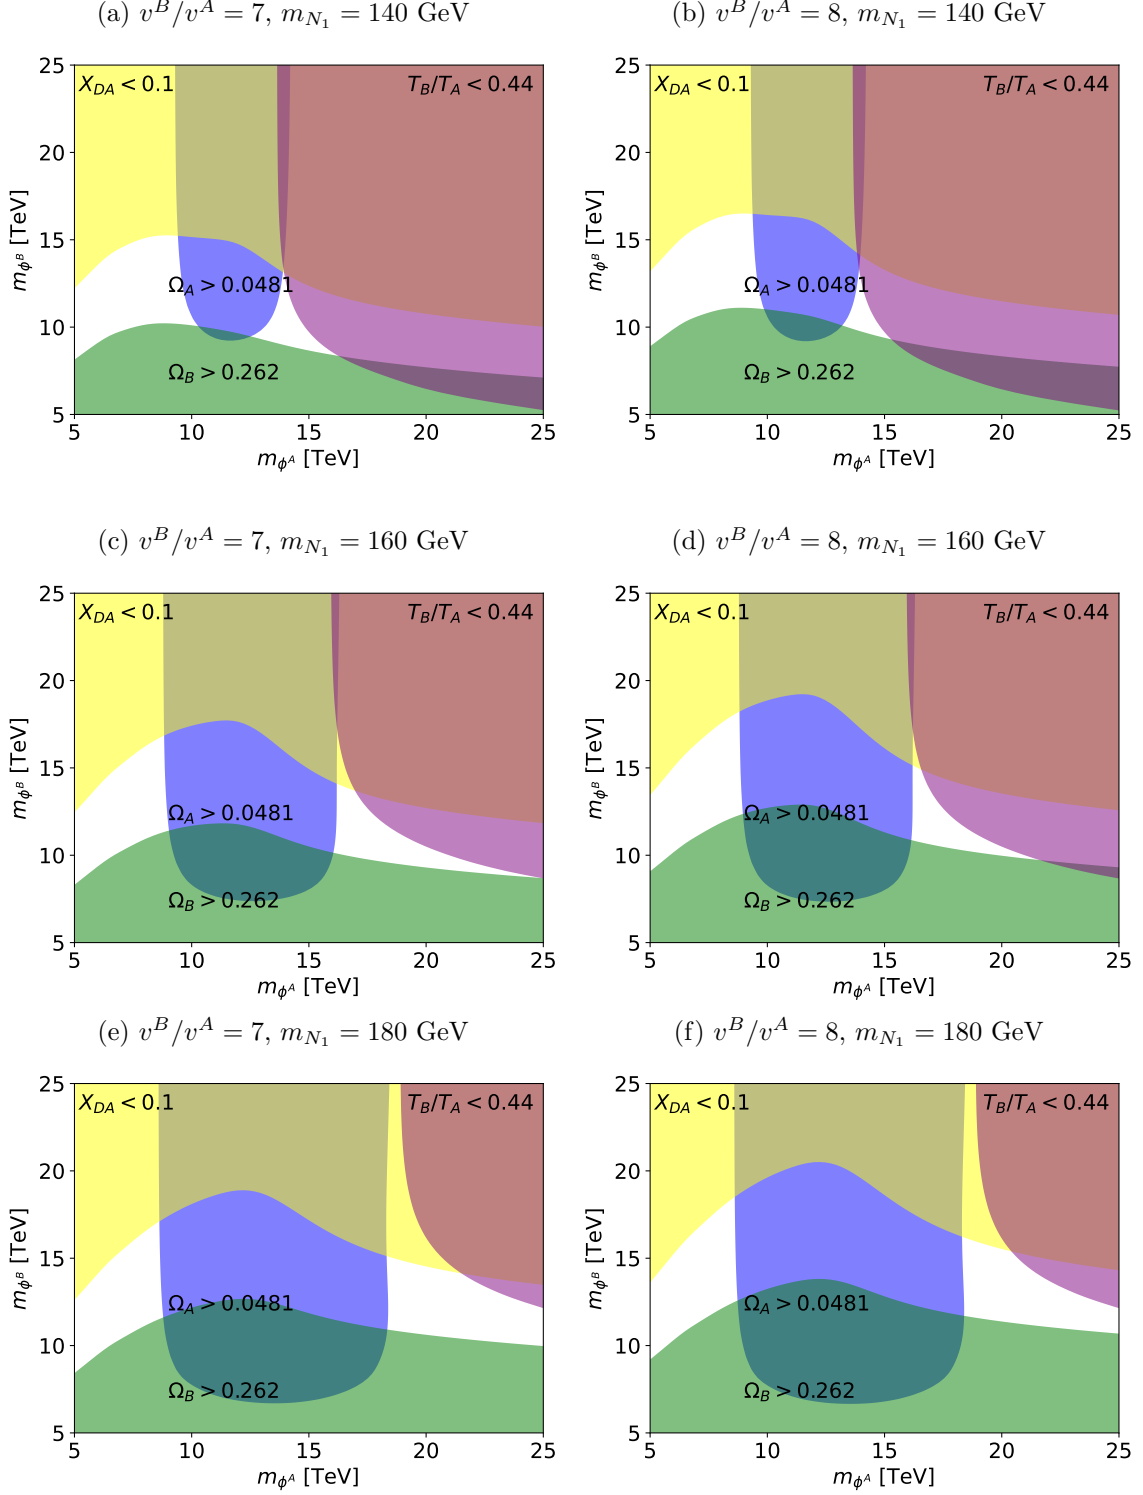 (a) v^B/v^A = 7, m_{N_1} = 140 GeV
25
20
15
10
5
m_{ϕ^B} [TeV]
X_{DA} < 0.1
T_B/T_A < 0.44
Ω_A > 0.0481
Ω_B > 0.262
5 10 15 20 25
m_{ϕ^A} [TeV]
(b) v^B/v^A = 8, m_{N_1} = 140 GeV
25
20
15
10
5
m_{ϕ^B} [TeV]
X_{DA} < 0.1
T_B/T_A < 0.44
Ω_A > 0.0481
Ω_B > 0.262
5 10 15 20 25
m_{ϕ^A} [TeV]
(c) v^B/v^A = 7, m_{N_1} = 160 GeV
25
20
15
10
5
m_{ϕ^B} [TeV]
X_{DA} < 0.1
T_B/T_A < 0.44
Ω_A > 0.0481
Ω_B > 0.262
5 10 15 20 25
m_{ϕ^A} [TeV]
(d) v^B/v^A = 8, m_{N_1} = 160 GeV
25
20
15
10
5
m_{ϕ^B} [TeV]
X_{DA} < 0.1
T_B/T_A < 0.44
Ω_A > 0.0481
Ω_B > 0.262
5 10 15 20 25
m_{ϕ^A} [TeV]
(e) v^B/v^A = 7, m_{N_1} = 180 GeV
25
20
15
10
5
m_{ϕ^B} [TeV]
X_{DA} < 0.1
T_B/T_A < 0.44
Ω_A > 0.0481
Ω_B > 0.262
5 10 15 20 25
m_{ϕ^A} [TeV]
(f) v^B/v^A = 8, m_{N_1} = 180 GeV
25
20
15
10
5
m_{ϕ^B} [TeV]
X_{DA} < 0.1
T_B/T_A < 0.44
Ω_A > 0.0481
Ω_B > 0.262
5 10 15 20 25
m_{ϕ^A} [TeV]